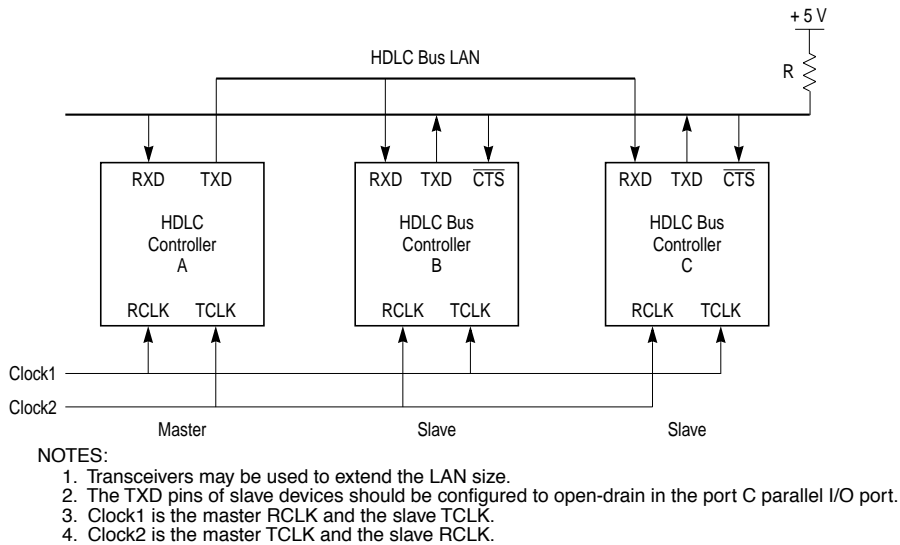 + 5 V
HDLC Bus LAN
R
RXD TXD RXD TXD CTS RXD TXD CTS
HDLC Controller A
HDLC Bus Controller B
HDLC Bus Controller C
RCLK TCLK RCLK TCLK RCLK TCLK
Clock1
Clock2
Master Slave Slave
NOTES:
1. Transceivers may be used to extend the LAN size.
2. The TXD pins of slave devices should be configured to open-drain in the port C parallel I/O port.
3. Clock1 is the master RCLK and the slave TCLK.
4. Clock2 is the master TCLK and the slave RCLK.